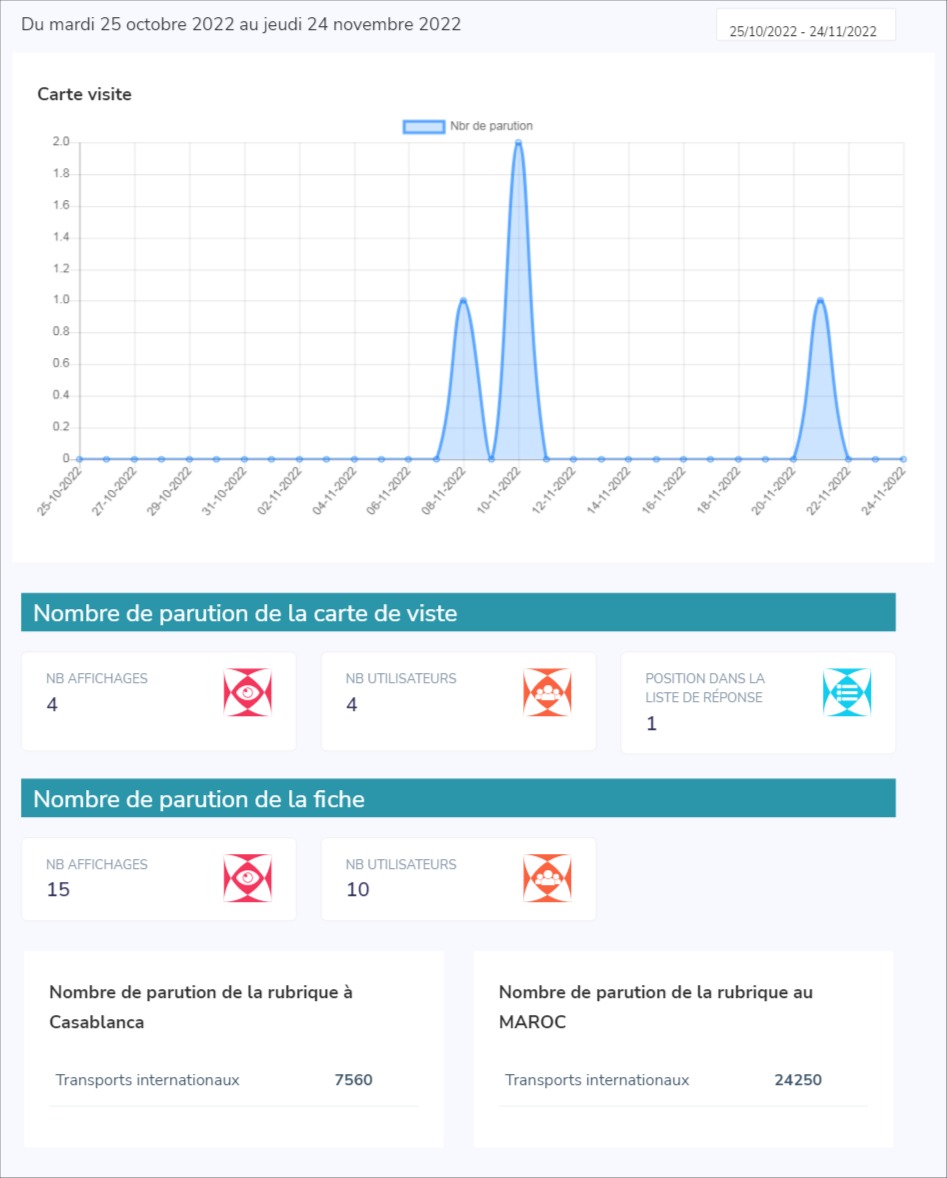 Du mardi 25 octobre 2022 au jeudi 24 novembre 2022
25/10/2022 - 24/11/2022
Carte visite
Nbr de parution
2.0
1.8
1.6
1.4
1.2
1.0
0.8
0.6
0.4
0.2
0
25-10-2022
27-10-2022
29-10-2022
31-10-2022
02-11-2022
04-11-2022
06-11-2022
08-11-2022
10-11-2022
12-11-2022
14-11-2022
16-11-2022
18-11-2022
20-11-2022
22-11-2022
24-11-2022
Nombre de parution de la carte de viste
NB AFFICHAGES
4
NB UTILISATEURS
4
POSITION DANS LA
LISTE DE RÉPONSE
1
Nombre de parution de la fiche
NB AFFICHAGES
15
NB UTILISATEURS
10
Nombre de parution de la rubrique à
Casablanca
Transports internationaux 7560
Nombre de parution de la rubrique au
MAROC
Transports internationaux 24250